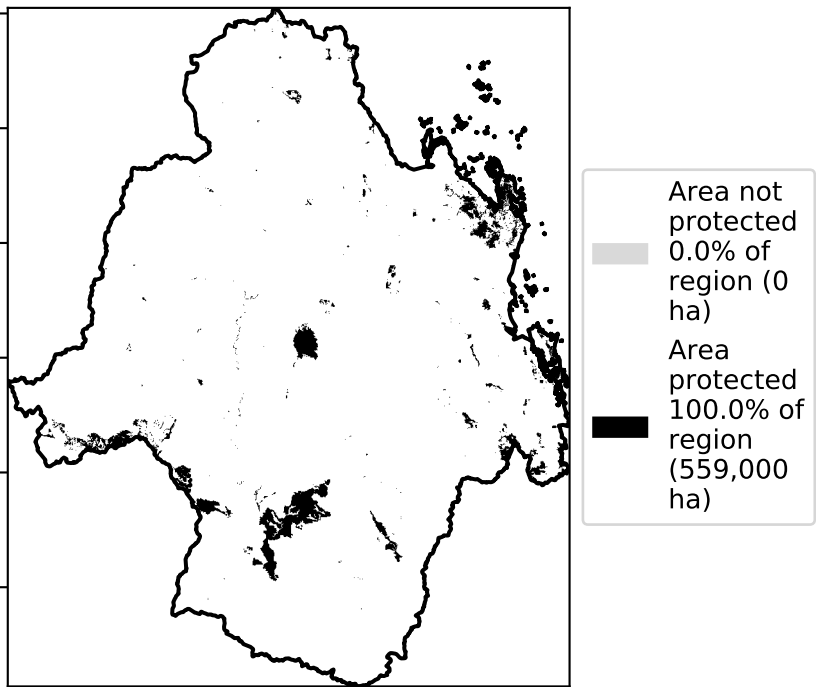 Area not
protected
0.0% of
region (0
ha)
Area
protected
100.0% of
region
(559,000
ha)